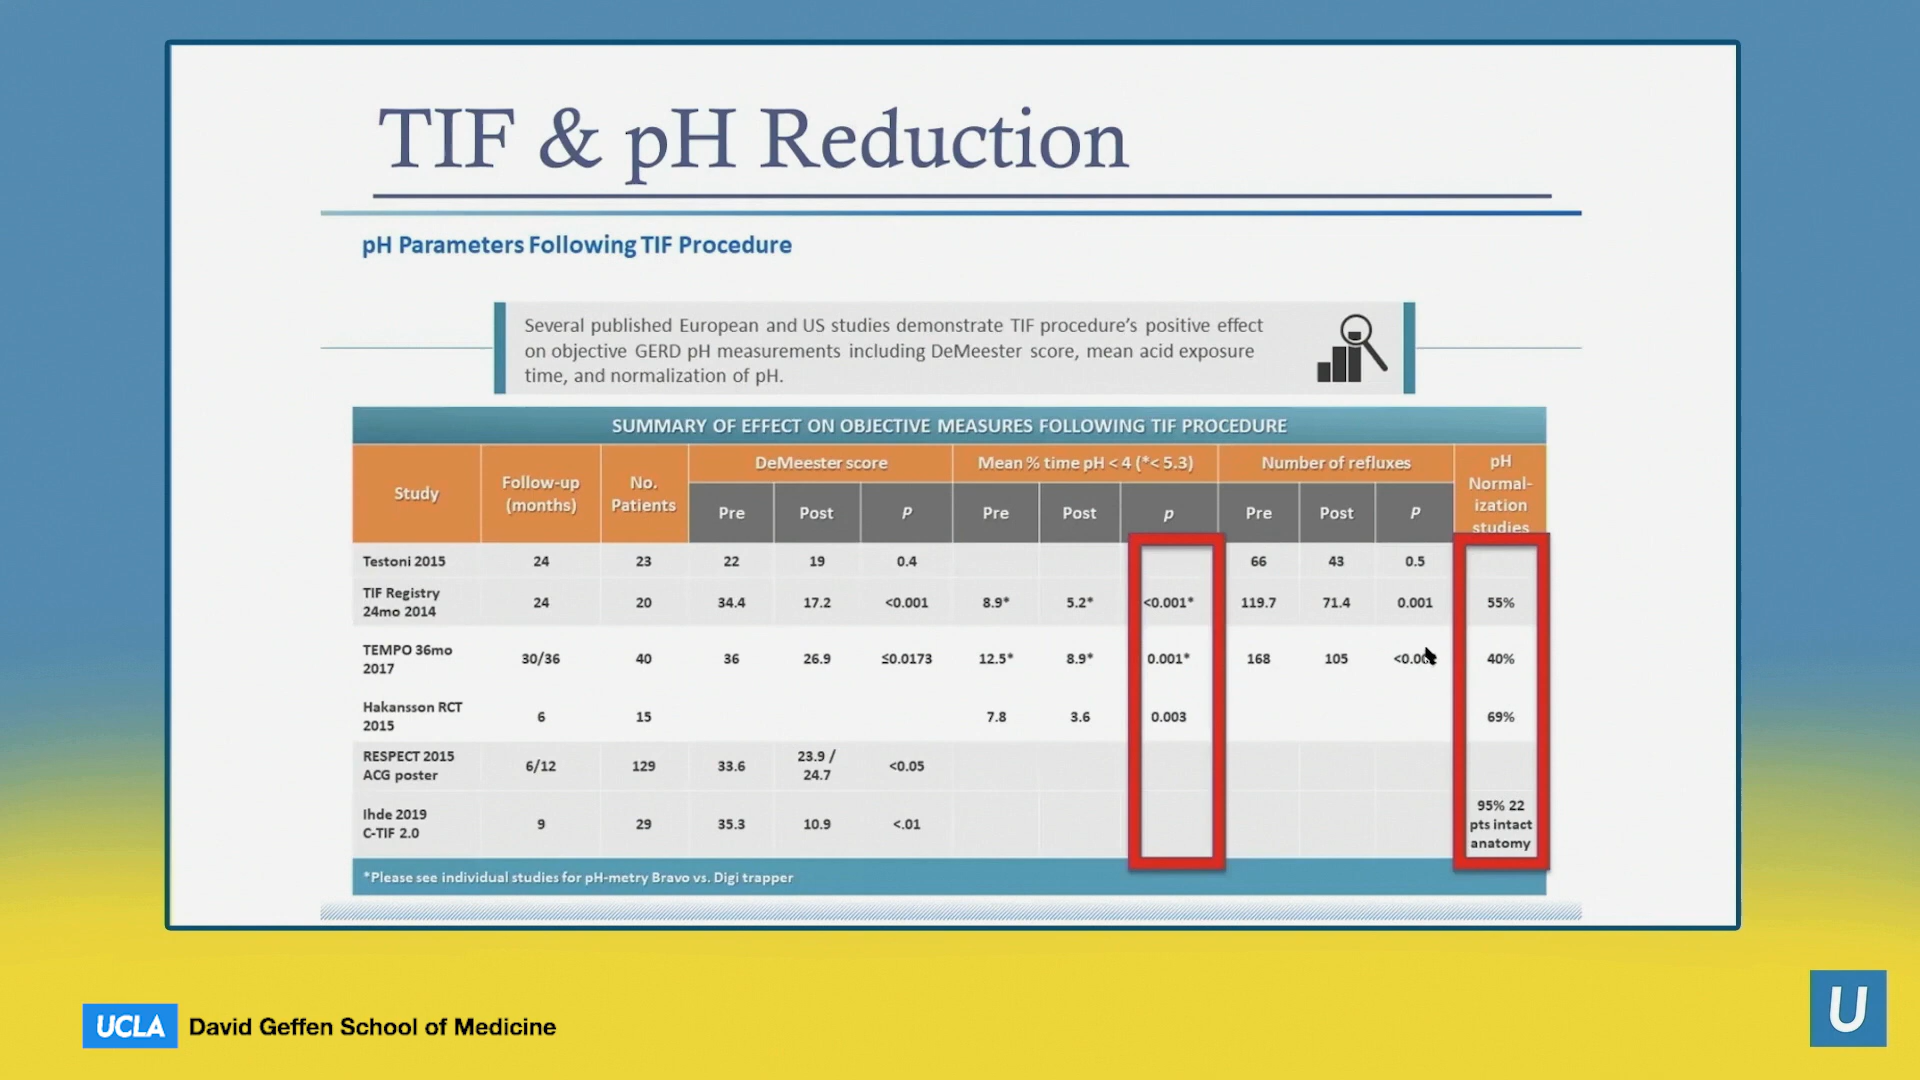 TIF & pH Reduction
pH Parameters Following TIF Procedure
Several published European and US studies demonstrate TIF procedure's positive effect
on objective GERD pH measurements including DeMeester score, mean acid exposure
time, and normalization of pH.
SUMMARY OF EFFECT ON OBJECTIVE MEASURES FOLLOWING TIF PROCEDURE
Study Follow-up (months) No. Patients DeMeester score Mean % time pH < 4 (*< 5.3) Number of refluxes pH Normal-ization studies
Pre Post P Pre Post p Pre Post P
Testoni 2015 24 23 22 19 0.4 66 43 0.5
TIF Registry 24mo 2014 24 20 34.4 17.2 <0.001 8.9* 5.2* <0.001* 119.7 71.4 0.001 55%
TEMPO 36mo 2017 30/36 40 36 26.9 ≤0.0173 12.5* 8.9* 0.001* 168 105 40%
Hakansson RCT 2015 6 15 7.8 3.6 0.003 69%
RESPECT 2015 ACG poster 6/12 129 33.6 23.9 / 24.7 <0.05
Ihde 2019 C-TIF 2.0 9 29 35.3 10.9 <.01 95% 22 pts intact anatomy
*Please see individual studies for pH-metry Bravo vs. Digi trapper
UCLA David Geffen School of Medicine
U